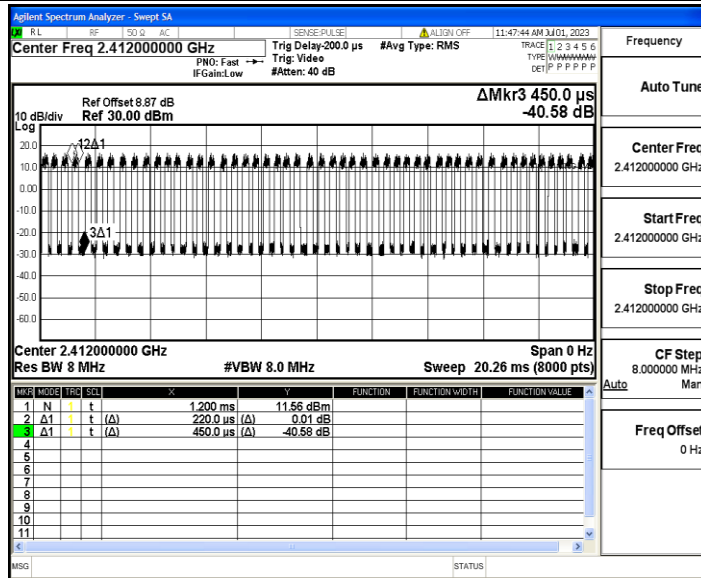 Agilent Spectrum Analyzer - Swept SA
RL RF 50 Ω AC SENSE:PULSE ALIGN OFF 11:47:44 AM Jul 01, 2023
Center Freq 2.412000000 GHz
PNO: Fast
IFGain:Low
Trig Delay-200.0 µs
Trig: Video
#Atten: 40 dB
#Avg Type: RMS
TRACE 1 2 3 4 5 6
TYPE
DET P P P P P P
Ref Offset 8.87 dB
10 dB/div Ref 30.00 dBm
Log
ΔMkr3 450.0 µs
-40.58 dB
20.0
10.0
0.00
-10.0
-20.0
-30.0
-40.0
-50.0
-60.0
12Δ1
3Δ1
Center 2.412000000 GHz Span 0 Hz
Res BW 8 MHz #VBW 8.0 MHz Sweep 20.26 ms (8000 pts)
MKR MODE TRC SCL X Y FUNCTION FUNCTION WIDTH FUNCTION VALUE
1 N 1 t 1.200 ms 11.56 dBm
2 Δ1 1 t (Δ) 220.0 µs (Δ) 0.01 dB
3 Δ1 1 t (Δ) 450.0 µs (Δ) -40.58 dB
4
5
6
7
8
9
10
11
MSG STATUS
Frequency
Auto Tune
Center Freq
2.412000000 GHz
Start Freq
2.412000000 GHz
Stop Freq
2.412000000 GHz
CF Step
8.000000 MHz
Auto Man
Freq Offset
0 Hz